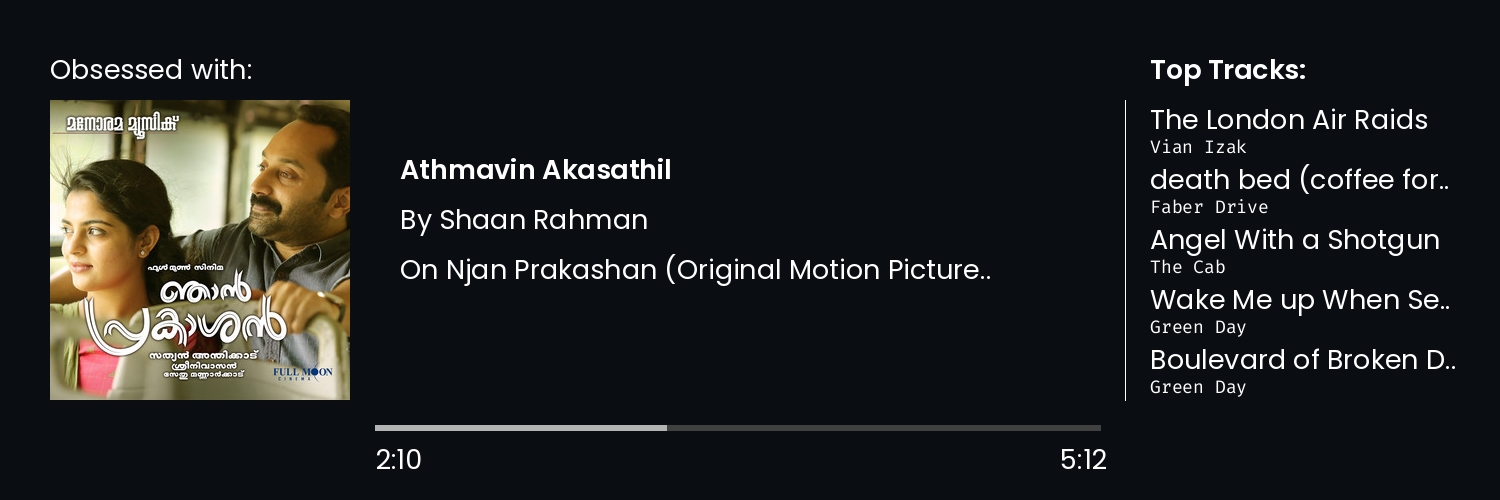 Obsessed with:
മനോരമ മ്യൂസിക്
ഫുൾ മൂൺ സിനിമ
ഞാൻ
പ്രകാശൻ
സത്യൻ അന്തിക്കാട്
ശ്രീനിവാസൻ
സേതു മണ്ണാർക്കാട്
FULL MOON
CINEMA
Athmavin Akasathil
By Shaan Rahman
On Njan Prakashan (Original Motion Picture..
2:10
5:12
Top Tracks:
The London Air Raids
Vian Izak
death bed (coffee for..
Faber Drive
Angel With a Shotgun
The Cab
Wake Me up When Se..
Green Day
Boulevard of Broken D..
Green Day